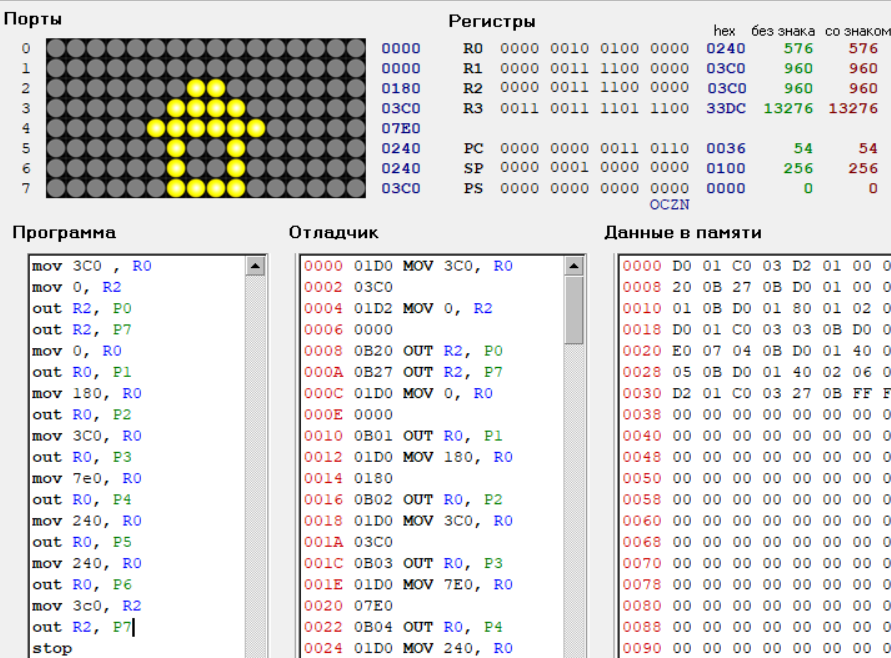 Порты
0 0000
1 0000
2 0180
3 03C0
4 07E0
5 0240
6 0240
7 03C0
Регистры
hex без знака со знаком
R0 0000 0010 0100 0000 0240 576 576
R1 0000 0011 1100 0000 03C0 960 960
R2 0000 0011 1100 0000 03C0 960 960
R3 0011 0011 1101 1100 33DC 13276 13276
PC 0000 0000 0011 0110 0036 54 54
SP 0000 0001 0000 0000 0100 256 256
PS 0000 0000 0000 0000 0000 0 0
OCZN
Программа
mov 3C0 , R0
mov 0, R2
out R2, P0
out R2, P7
mov 0, R0
out R0, P1
mov 180, R0
out R0, P2
mov 3C0, R0
out R0, P3
mov 7e0, R0
out R0, P4
mov 240, R0
out R0, P5
mov 240, R0
out R0, P6
mov 3c0, R2
out R2, P7
stop
Отладчик
0000 01D0 MOV 3C0, R0
0002 03C0
0004 01D2 MOV 0, R2
0006 0000
0008 0B20 OUT R2, P0
000A 0B27 OUT R2, P7
000C 01D0 MOV 0, R0
000E 0000
0010 0B01 OUT R0, P1
0012 01D0 MOV 180, R0
0014 0180
0016 0B02 OUT R0, P2
0018 01D0 MOV 3C0, R0
001A 03C0
001C 0B03 OUT R0, P3
001E 01D0 MOV 7E0, R0
0020 07E0
0022 0B04 OUT R0, P4
0024 01D0 MOV 240, R0
Данные в памяти
0000 D0 01 C0 03 D2 01 00 0
0008 20 0B 27 0B D0 01 00 0
0010 01 0B D0 01 80 01 02 0
0018 D0 01 C0 03 03 0B D0 0
0020 E0 07 04 0B D0 01 40 0
0028 05 0B D0 01 40 02 06 0
0030 D2 01 C0 03 27 0B FF F
0038 00 00 00 00 00 00 00 0
0040 00 00 00 00 00 00 00 0
0048 00 00 00 00 00 00 00 0
0050 00 00 00 00 00 00 00 0
0058 00 00 00 00 00 00 00 0
0060 00 00 00 00 00 00 00 0
0068 00 00 00 00 00 00 00 0
0070 00 00 00 00 00 00 00 0
0078 00 00 00 00 00 00 00 0
0080 00 00 00 00 00 00 00 0
0088 00 00 00 00 00 00 00 0
0090 00 00 00 00 00 00 00 0